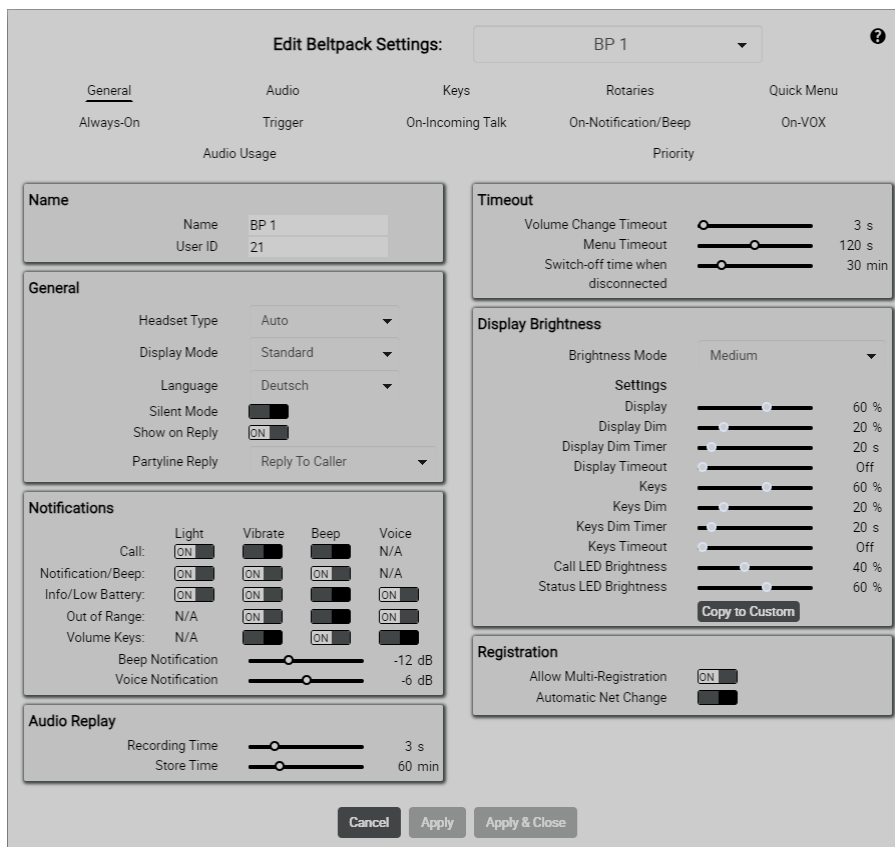 Edit Beltpack Settings: BP 1 ?
General Audio Keys Rotaries Quick Menu
Always-On Trigger On-Incoming Talk On-Notification/Beep On-VOX
Audio Usage Priority
Name
Name BP 1
User ID 21
General
Headset Type Auto
Display Mode Standard
Language Deutsch
Silent Mode
Show on Reply ON
Partyline Reply Reply To Caller
Notifications
Light Vibrate Beep Voice
Call: ON N/A
Notification/Beep: ON ON ON N/A
Info/Low Battery: ON ON ON
Out of Range: N/A ON ON
Volume Keys: N/A ON
Beep Notification -12 dB
Voice Notification -6 dB
Audio Replay
Recording Time 3 s
Store Time 60 min
Timeout
Volume Change Timeout 3 s
Menu Timeout 120 s
Switch-off time when 30 min
disconnected
Display Brightness
Brightness Mode Medium
Settings
Display 60 %
Display Dim 20 %
Display Dim Timer 20 s
Display Timeout Off
Keys 60 %
Keys Dim 20 %
Keys Dim Timer 20 s
Keys Timeout Off
Call LED Brightness 40 %
Status LED Brightness 60 %
Copy to Custom
Registration
Allow Multi-Registration ON
Automatic Net Change
Cancel Apply Apply & Close